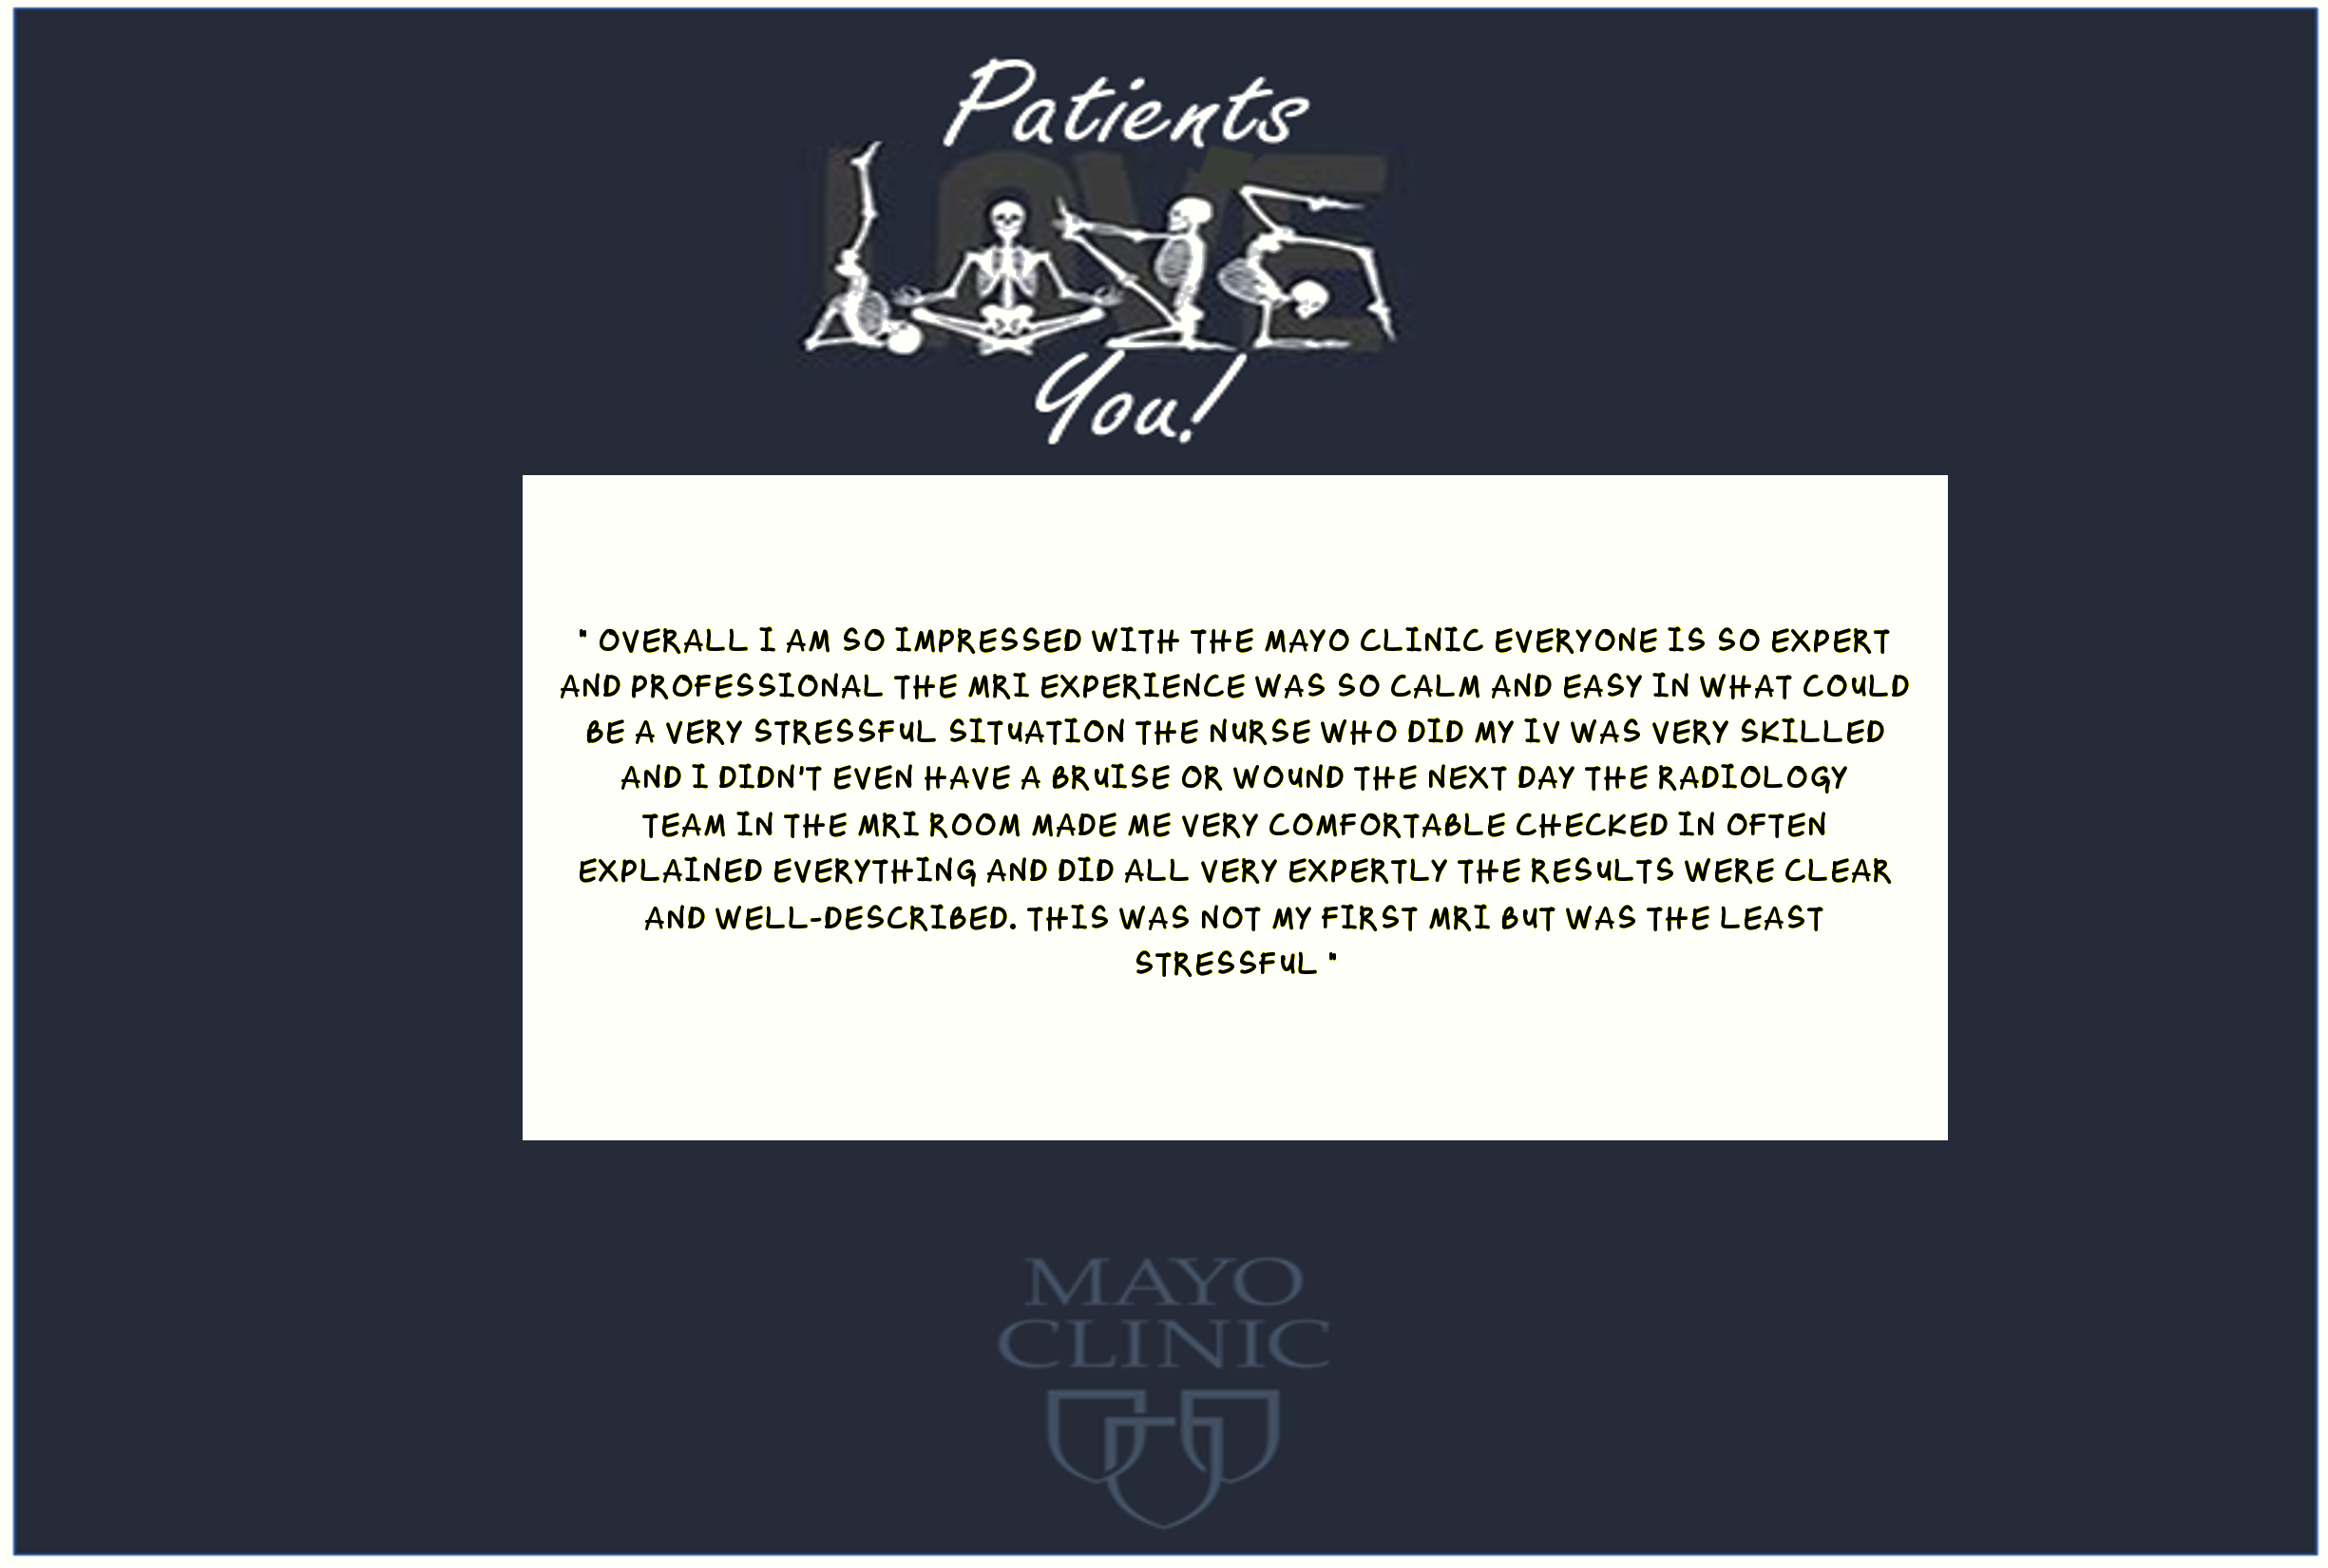 Patients
LOVE
You!
" OVERALL I AM SO IMPRESSED WITH THE MAYO CLINIC EVERYONE IS SO EXPERT
AND PROFESSIONAL THE MRI EXPERIENCE WAS SO CALM AND EASY IN WHAT COULD
BE A VERY STRESSFUL SITUATION THE NURSE WHO DID MY IV WAS VERY SKILLED
AND I DIDN'T EVEN HAVE A BRUISE OR WOUND THE NEXT DAY THE RADIOLOGY
TEAM IN THE MRI ROOM MADE ME VERY COMFORTABLE CHECKED IN OFTEN
EXPLAINED EVERYTHING AND DID ALL VERY EXPERTLY THE RESULTS WERE CLEAR
AND WELL-DESCRIBED. THIS WAS NOT MY FIRST MRI BUT WAS THE LEAST
STRESSFUL "
MAYO
CLINIC